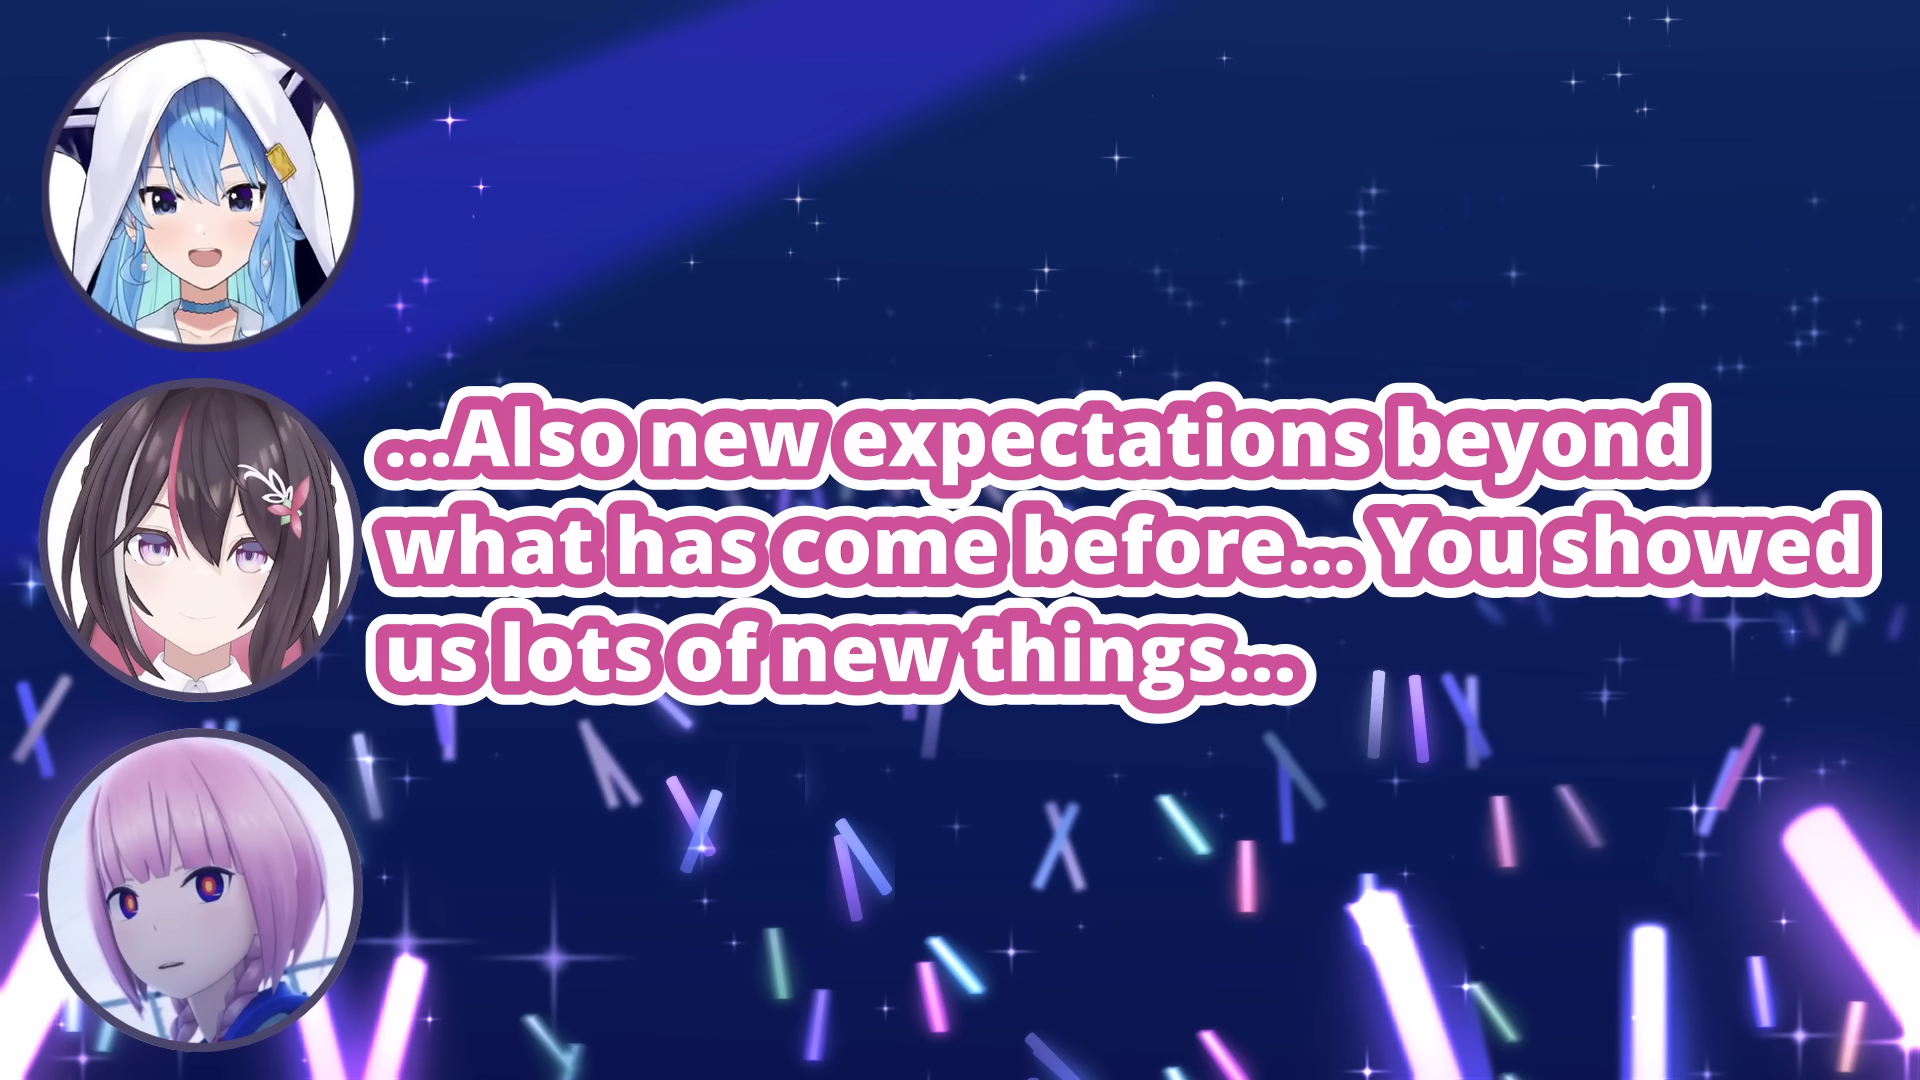 ...Also new expectations beyond
what has come before... You showed
us lots of new things...